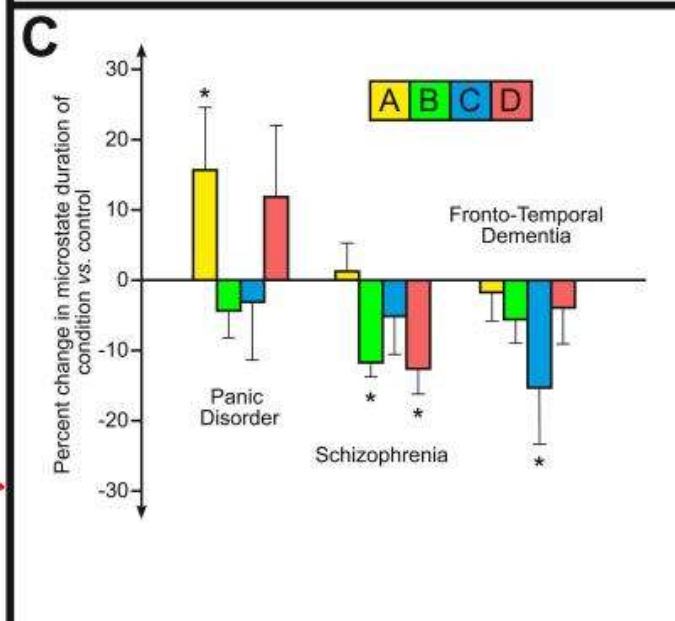 C
Percent change in microstate duration of
condition vs. control
30
20
10
0
-10
-20
-30
A B C D
*
Panic
Disorder
*
*
Schizophrenia
Fronto-Temporal
Dementia
*